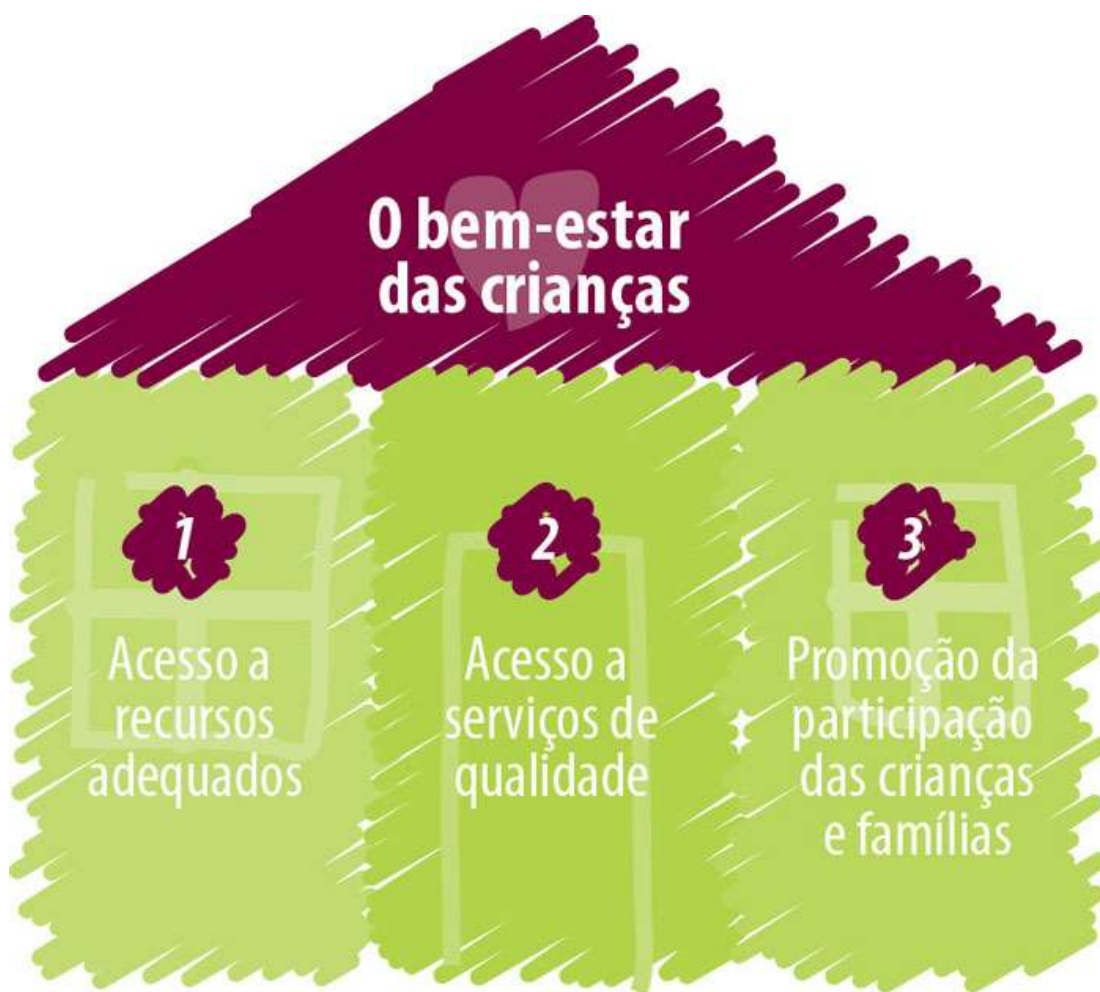 O bem-estar
das crianças
1
Acesso a
recursos
adequados
2
Acesso a
serviços de
qualidade
3
Promoção da
participação
das crianças
e famílias